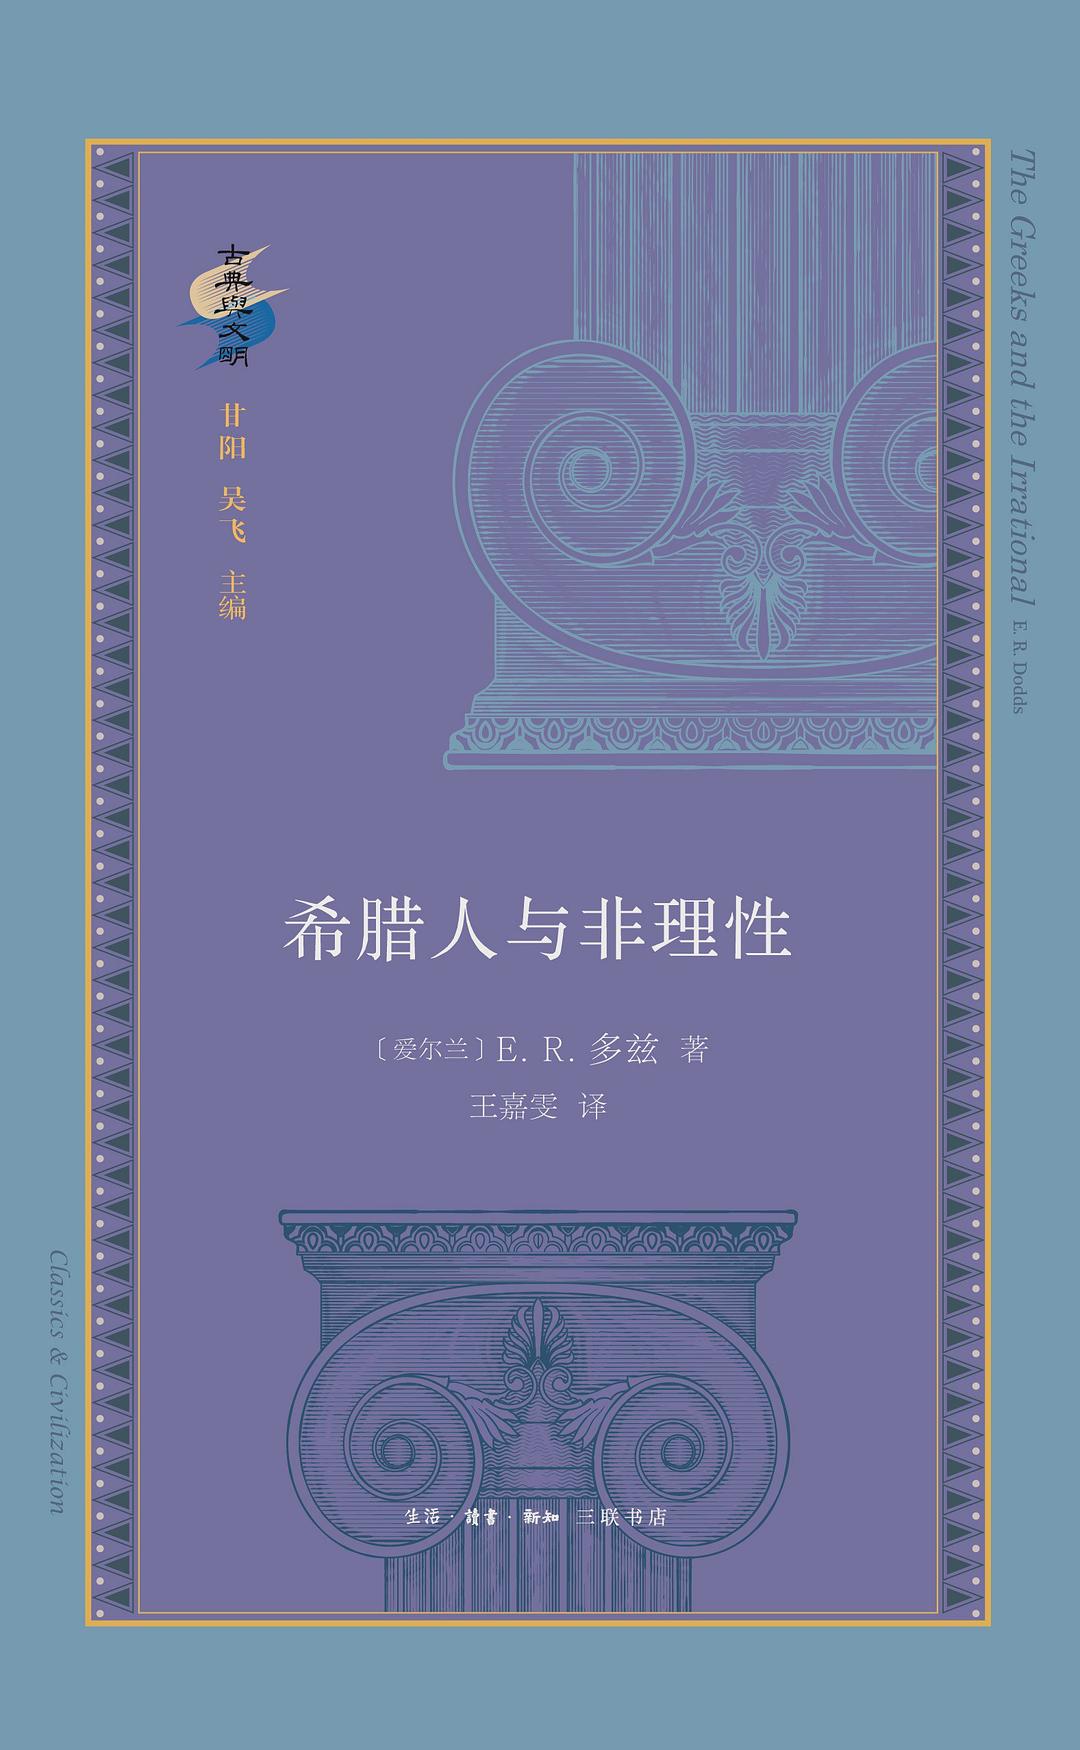 古典與文明
甘阳 吴飞 主编
The Greeks and the Irrational E. R. Dodds
希腊人与非理性
〔爱尔兰〕E. R. 多兹 著
王嘉雯 译
Classics & Civilization
生活·讀書·新知 三联书店